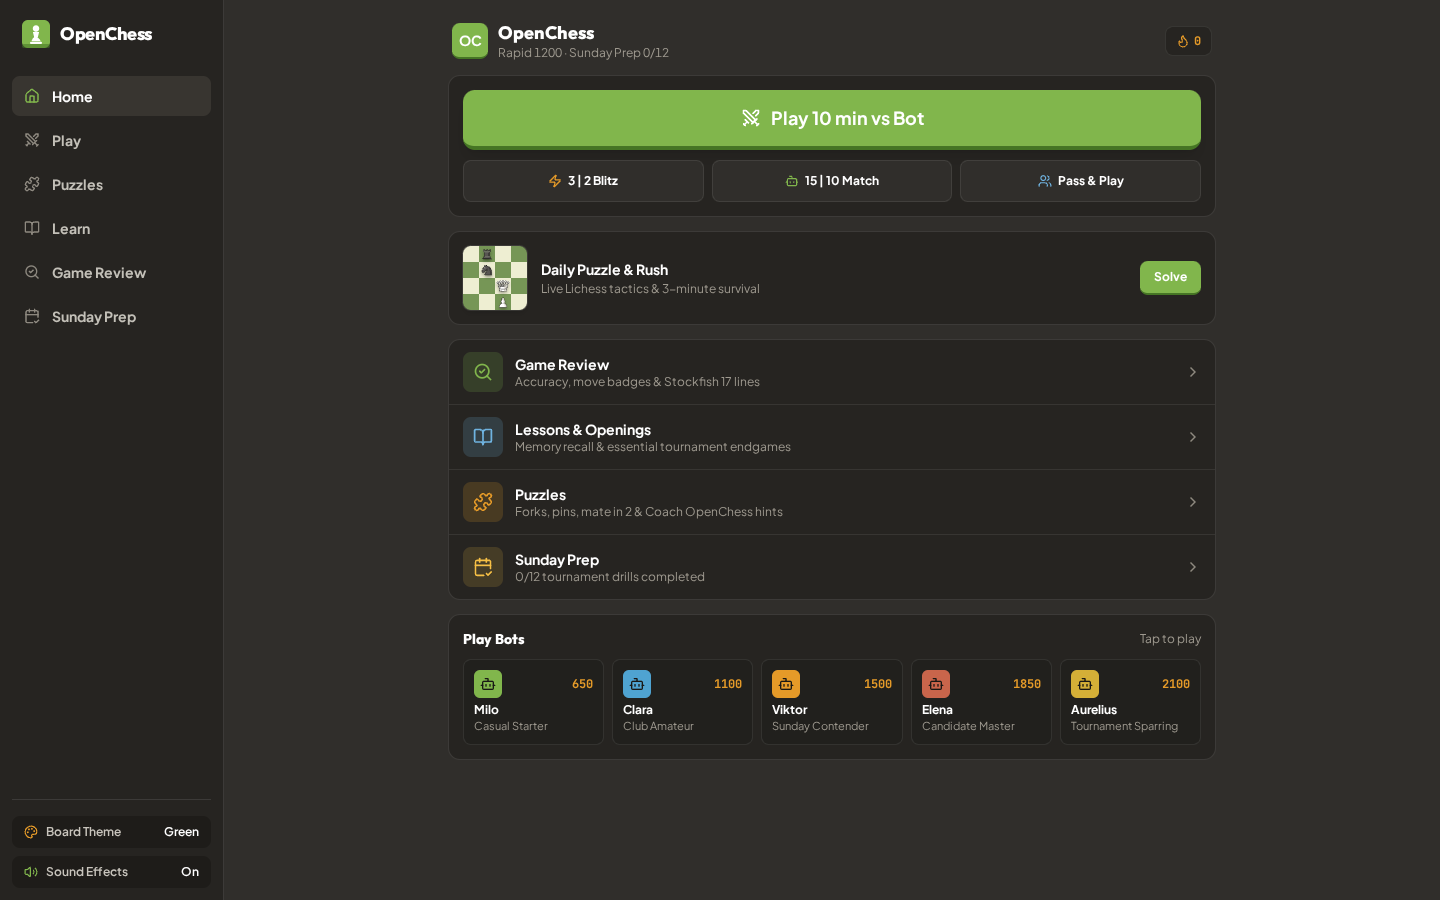 OpenChess
Home
Play
Puzzles
Learn
Game Review
Sunday Prep
Board Theme Green
Sound Effects On
OC
OpenChess
Rapid 1200 · Sunday Prep 0/12
0
Play 10 min vs Bot
3 | 2 Blitz
15 | 10 Match
Pass & Play
Daily Puzzle & Rush
Live Lichess tactics & 3-minute survival
Solve
Game Review
Accuracy, move badges & Stockfish 17 lines
Lessons & Openings
Memory recall & essential tournament endgames
Puzzles
Forks, pins, mate in 2 & Coach OpenChess hints
Sunday Prep
0/12 tournament drills completed
Play Bots
Tap to play
650
Milo
Casual Starter
1100
Clara
Club Amateur
1500
Viktor
Sunday Contender
1850
Elena
Candidate Master
2100
Aurelius
Tournament Sparring